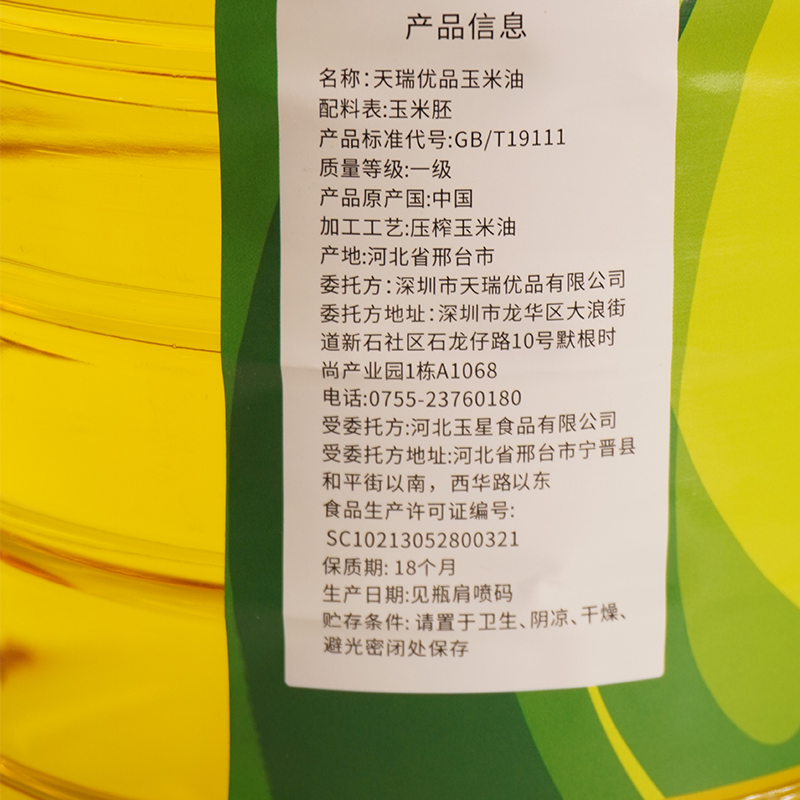 产品信息
名称:天瑞优品玉米油
配料表:玉米胚
产品标准代号:GB/T19111
质量等级:一级
产品原产国:中国
加工工艺:压榨玉米油
产地:河北省邢台市
委托方:深圳市天瑞优品有限公司
委托方地址:深圳市龙华区大浪街
道新石社区石龙仔路10号默根时
尚产业园1栋A1068
电话:0755-23760180
受委托方:河北玉星食品有限公司
受委托方地址:河北省邢台市宁晋县
和平街以南，西华路以东
食品生产许可证编号:
SC10213052800321
保质期: 18个月
生产日期:见瓶肩喷码
贮存条件: 请置于卫生、阴凉、干燥、
避光密闭处保存